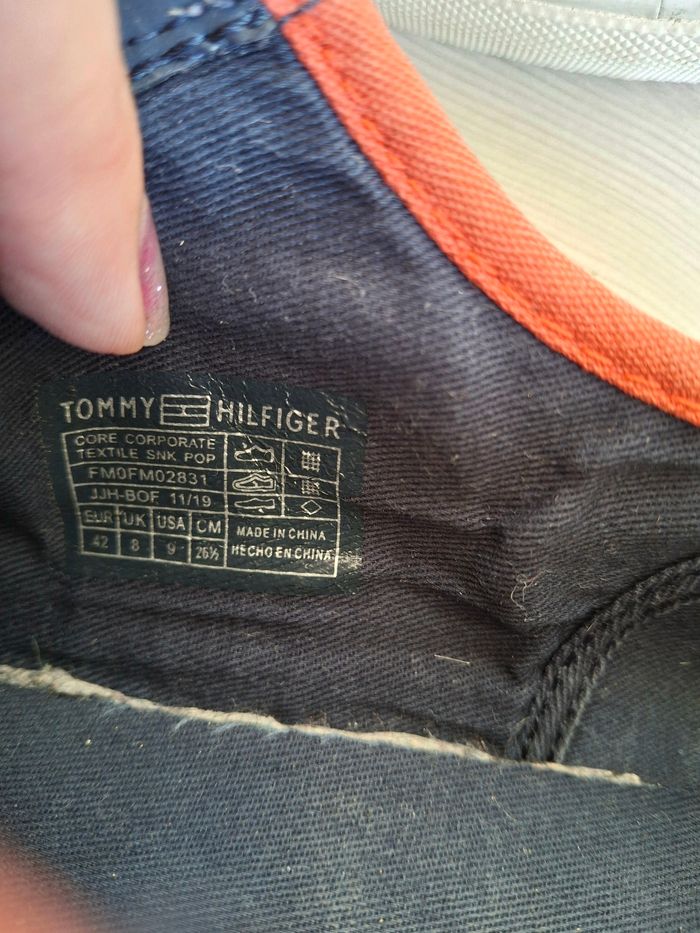 TOMMY HILFIGER
CORE CORPORATE
TEXTILE SNK POP
FM0FM02831
JJH-BOF 11/19
EUR UK USA CM
42 8 9 26½
MADE IN CHINA
HECHO EN CHINA